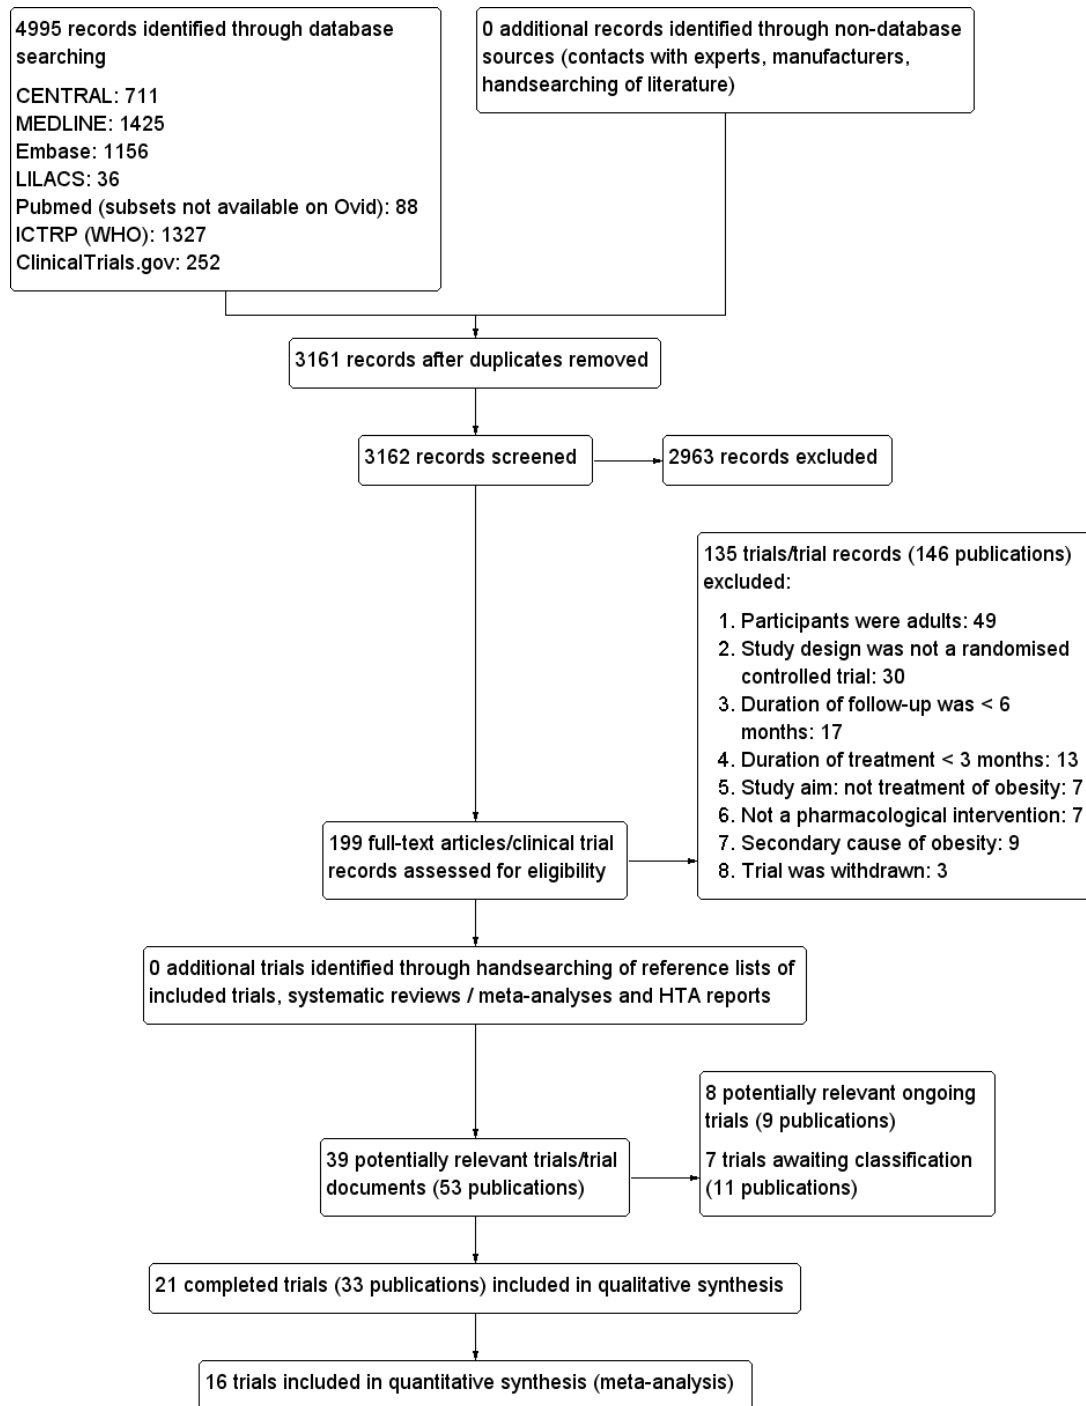 4995 records identified through database
searching
CENTRAL: 711
MEDLINE: 1425
Embase: 1156
LILACS: 36
Pubmed (subsets not available on Ovid): 88
ICTRP (WHO): 1327
ClinicalTrials.gov: 252
0 additional records identified through non-database
sources (contacts with experts, manufacturers,
handsearching of literature)
3161 records after duplicates removed
3162 records screened
2963 records excluded
135 trials/trial records (146 publications)
excluded:
1. Participants were adults: 49
2. Study design was not a randomised
controlled trial: 30
3. Duration of follow-up was < 6
months: 17
4. Duration of treatment < 3 months: 13
5. Study aim: not treatment of obesity: 7
6. Not a pharmacological intervention: 7
7. Secondary cause of obesity: 9
8. Trial was withdrawn: 3
199 full-text articles/clinical trial
records assessed for eligibility
0 additional trials identified through handsearching of reference lists of
included trials, systematic reviews / meta-analyses and HTA reports
8 potentially relevant ongoing
trials (9 publications)
7 trials awaiting classification
(11 publications)
39 potentially relevant trials/trial
documents (53 publications)
21 completed trials (33 publications) included in qualitative synthesis
16 trials included in quantitative synthesis (meta-analysis)